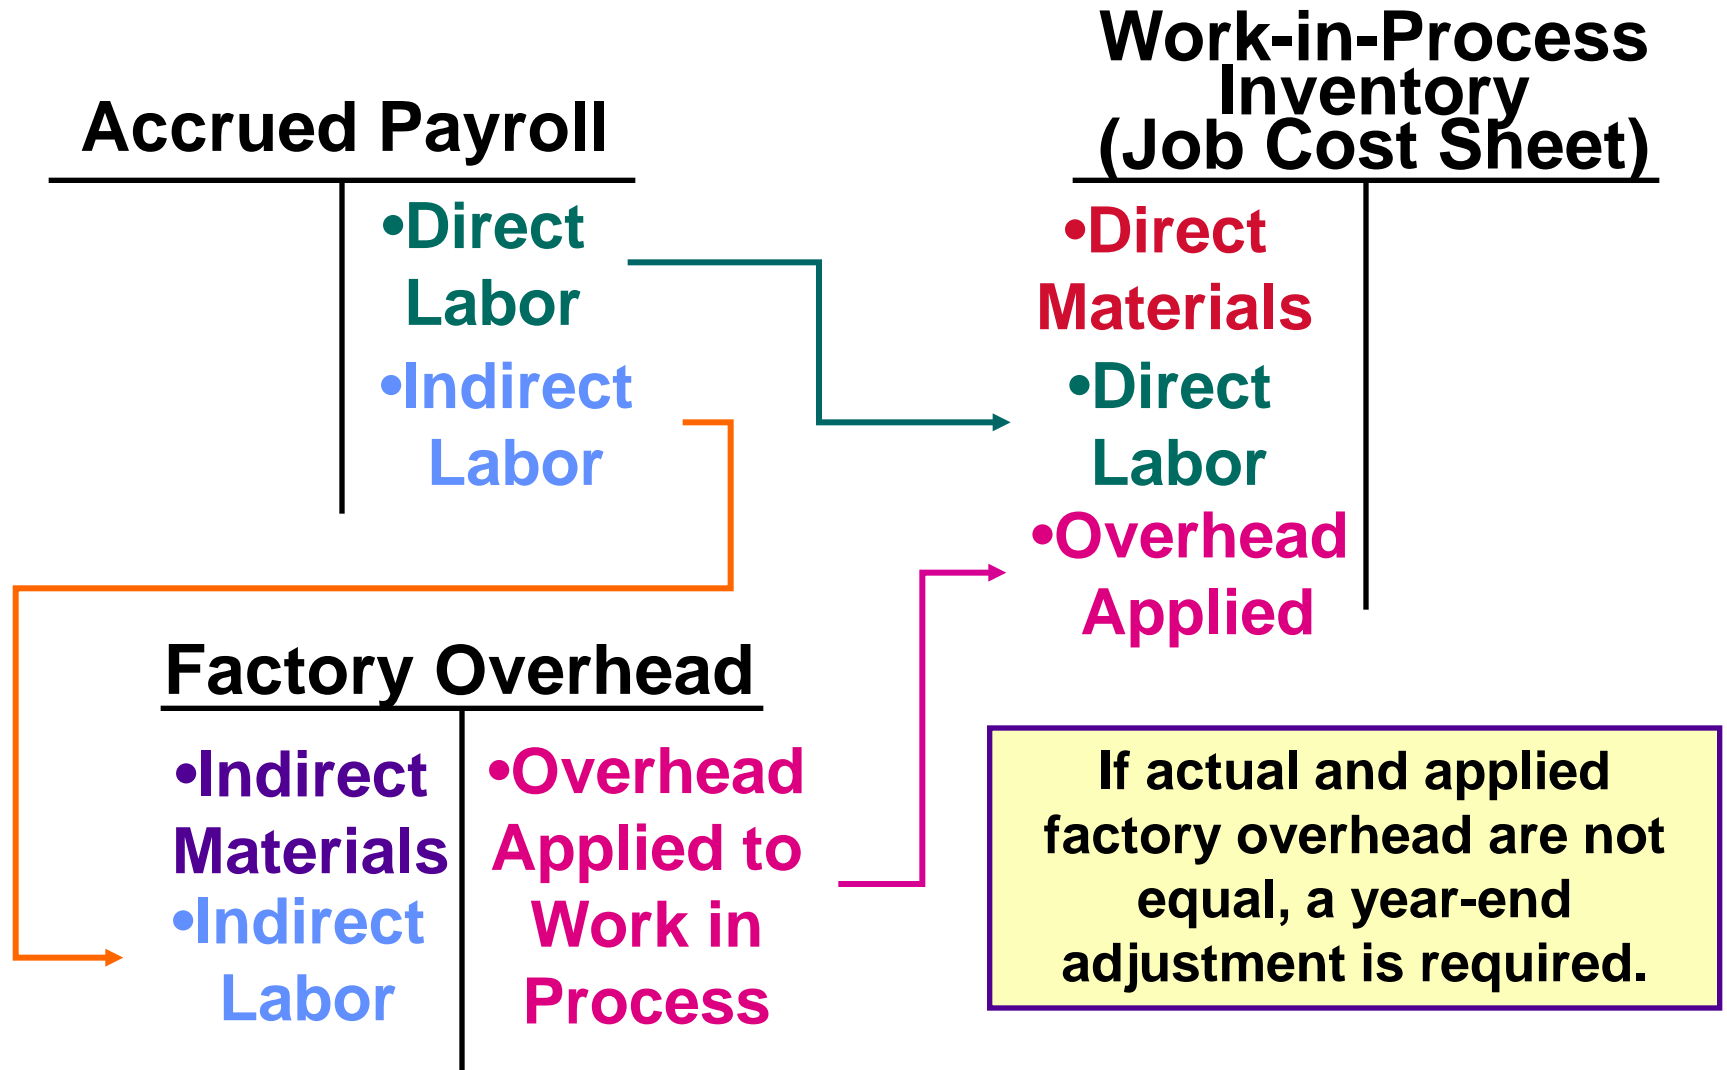 Accrued Payroll
•Direct
Labor
•Indirect
Labor
Work-in-Process
Inventory
(Job Cost Sheet)
•Direct
Materials
•Direct
Labor
•Overhead
Applied
Factory Overhead
•Indirect
Materials
•Indirect
Labor
•Overhead
Applied to
Work in
Process
If actual and applied
factory overhead are not
equal, a year-end
adjustment is required.